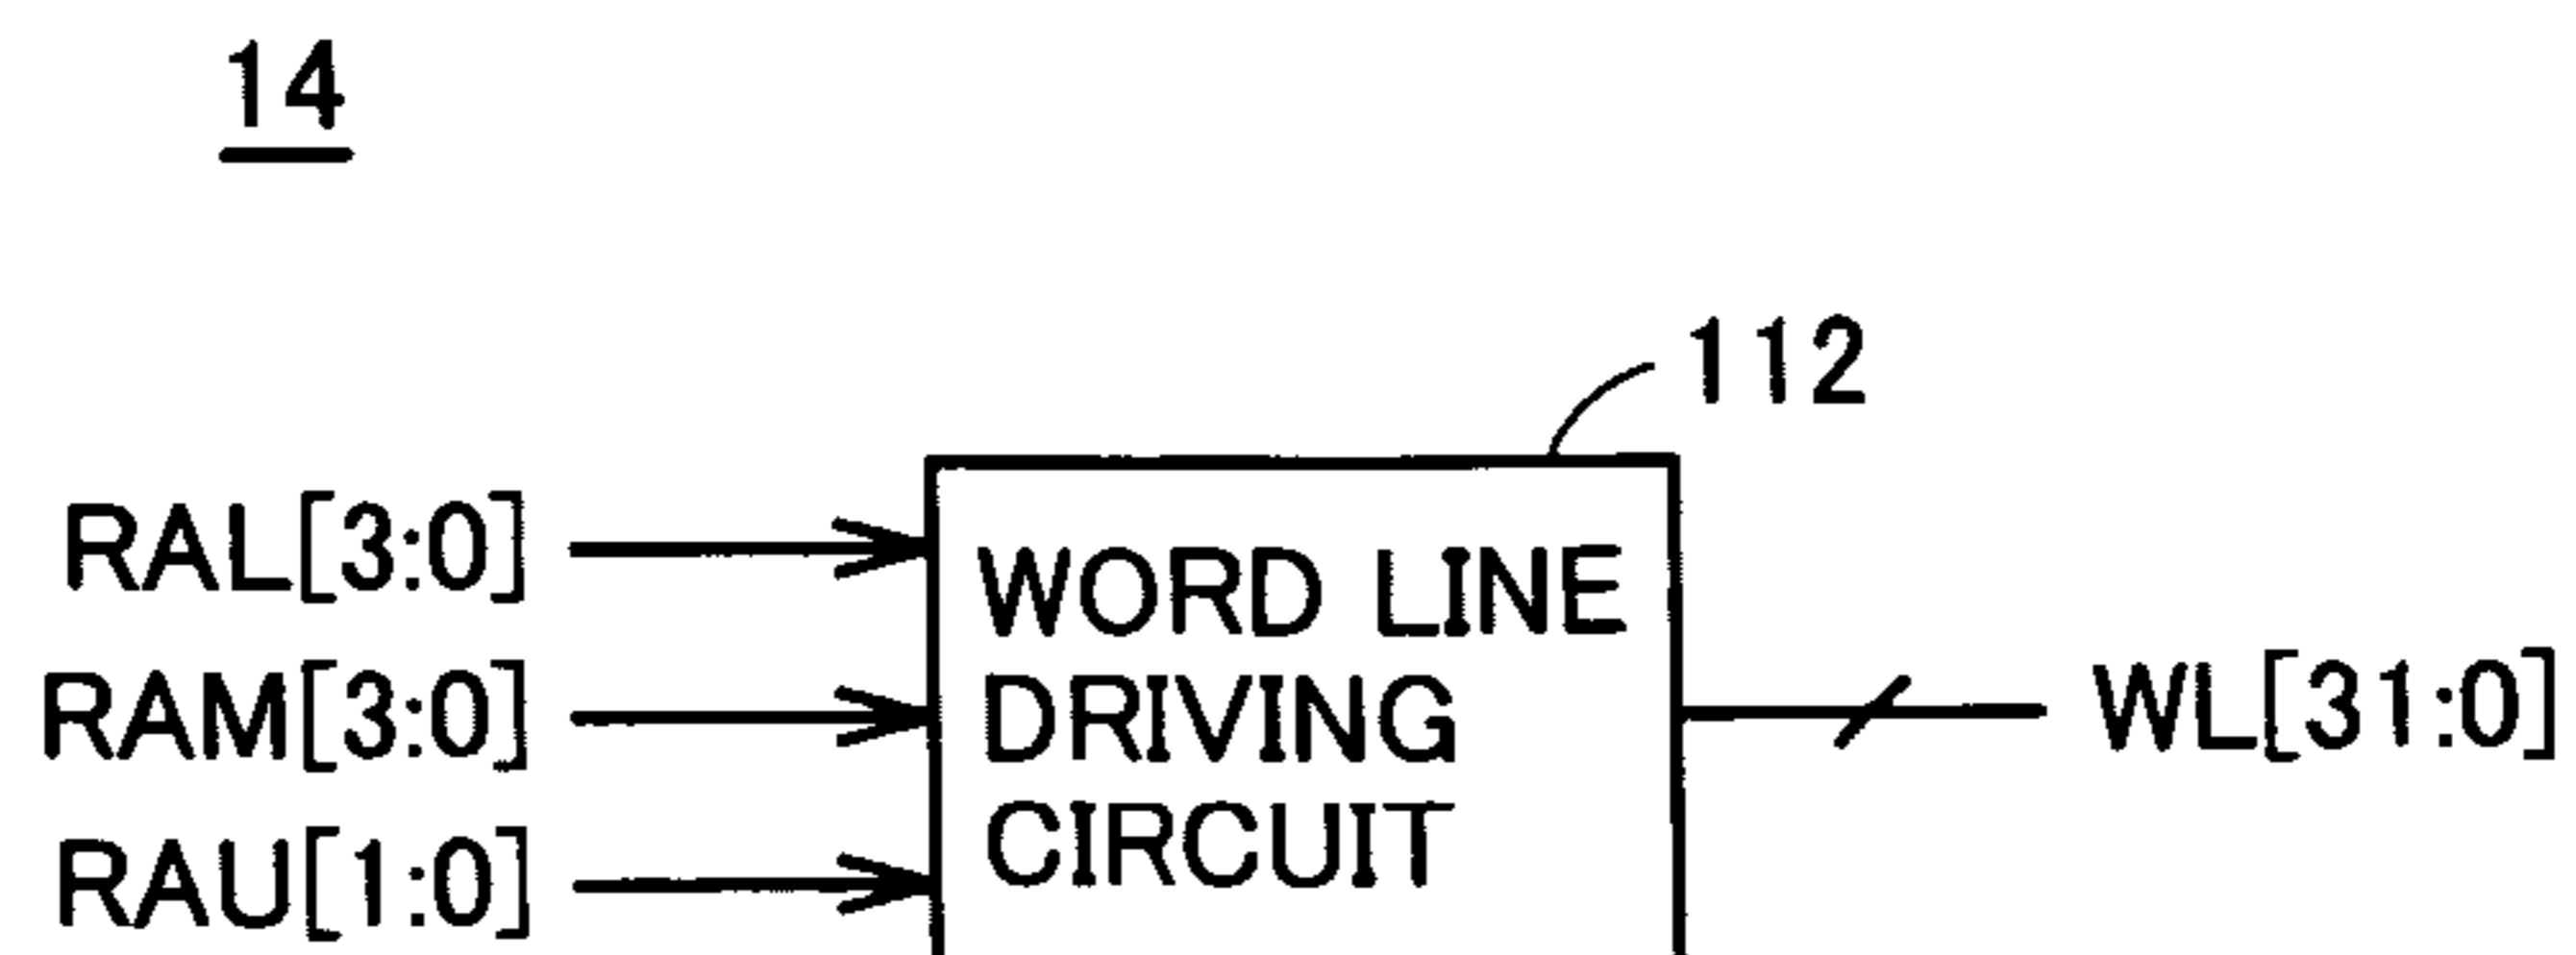 14
112
RAL[3:0]
RAM[3:0]
RAU[1:0]
WORD LINE
DRIVING
CIRCUIT
WL[31:0]